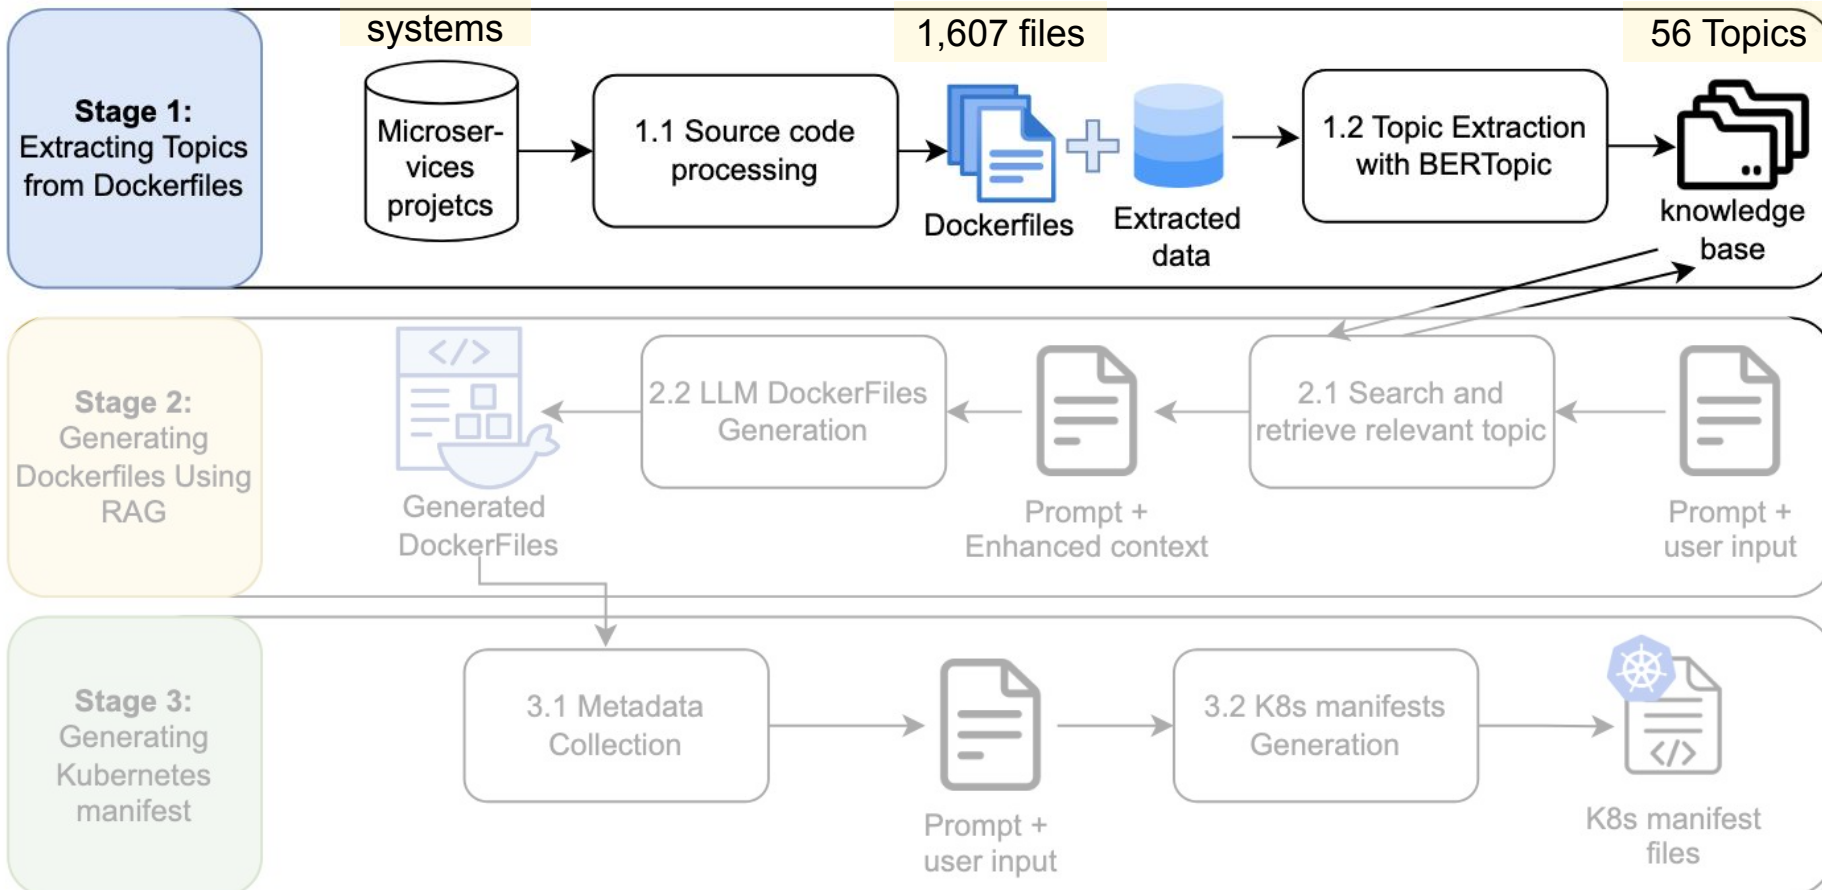 systems
1,607 files
56 Topics
Stage 1:
Extracting Topics
from Dockerfiles
Microser-
vices
projetcs
1.1 Source code
processing
Dockerfiles
Extracted
data
1.2 Topic Extraction
with BERTopic
knowledge
base
Stage 2:
Generating
Dockerfiles Using
RAG
</>
Generated
DockerFiles
2.2 LLM DockerFiles
Generation
Prompt +
Enhanced context
2.1 Search and
retrieve relevant topic
Prompt +
user input
Stage 3:
Generating
Kubernetes
manifest
3.1 Metadata
Collection
Prompt +
user input
3.2 K8s manifests
Generation
</>
K8s manifest
files